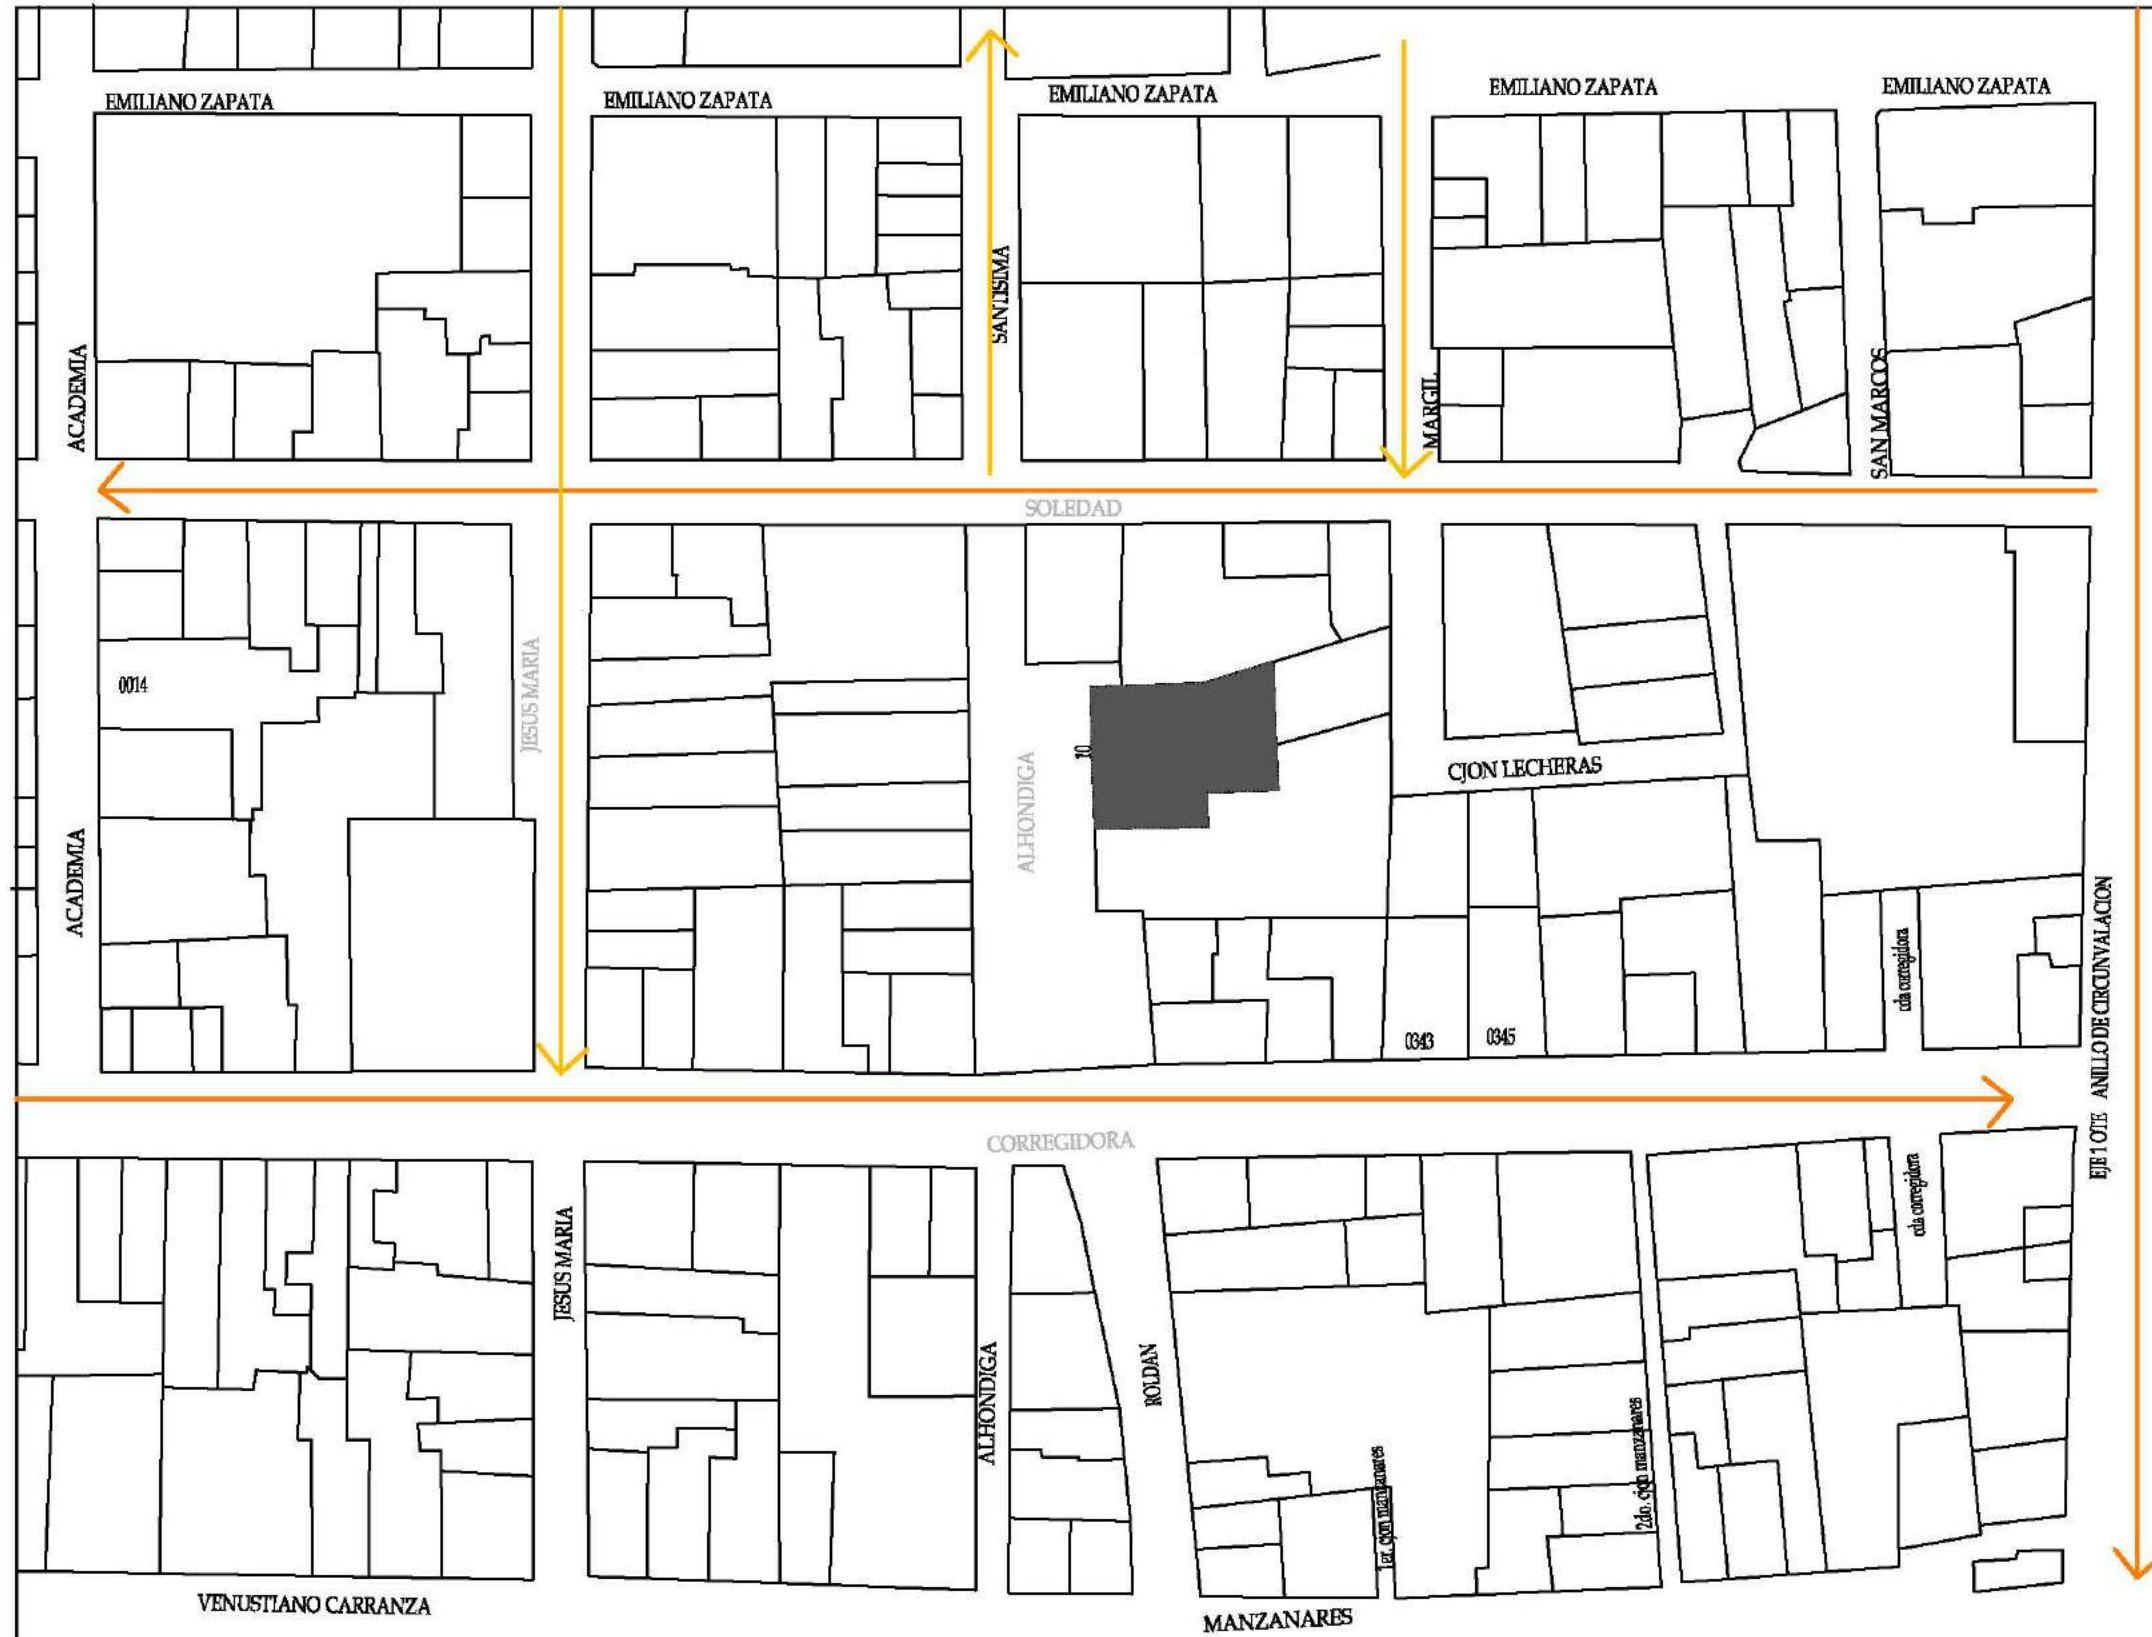 EMILIANO ZAPATA
EMILIANO ZAPATA
EMILIANO ZAPATA
EMILIANO ZAPATA
EMILIANO ZAPATA
ACADEMIA
SANTISIMA
MARGIL
SAN MARCOS
SOLEDAD
0014
JESUS MARIA
10
ALHONDIGA
CJON LECHERAS
ACADEMIA
cda corregidora
EJE 1 OTE ANILLO DE CIRCUNVALACION
0343
0345
CORREGIDORA
JESUS MARIA
ALHONDIGA
ROLDAN
cda corregidora
1er. cjon manzanares
2do. cjon manzanares
VENUSTIANO CARRANZA
MANZANARES